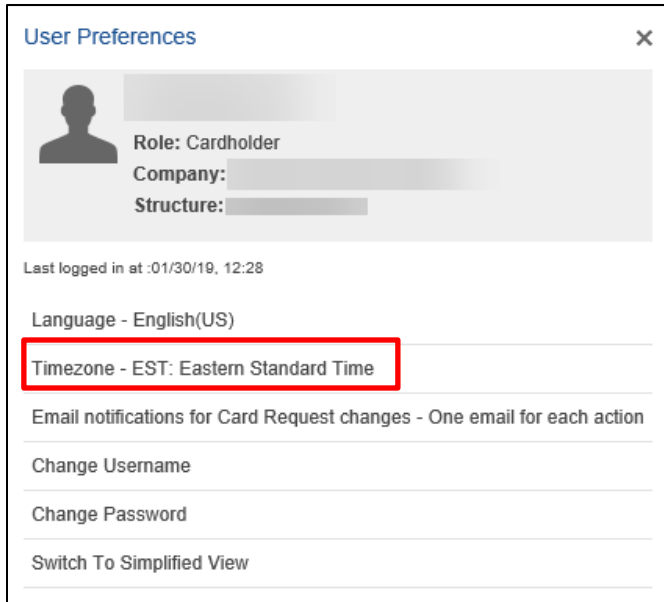 User Preferences
Role: Cardholder
Company:
Structure:
Last logged in at :01/30/19, 12:28
Language - English(US)
Timezone - EST: Eastern Standard Time
Email notifications for Card Request changes - One email for each action
Change Username
Change Password
Switch To Simplified View